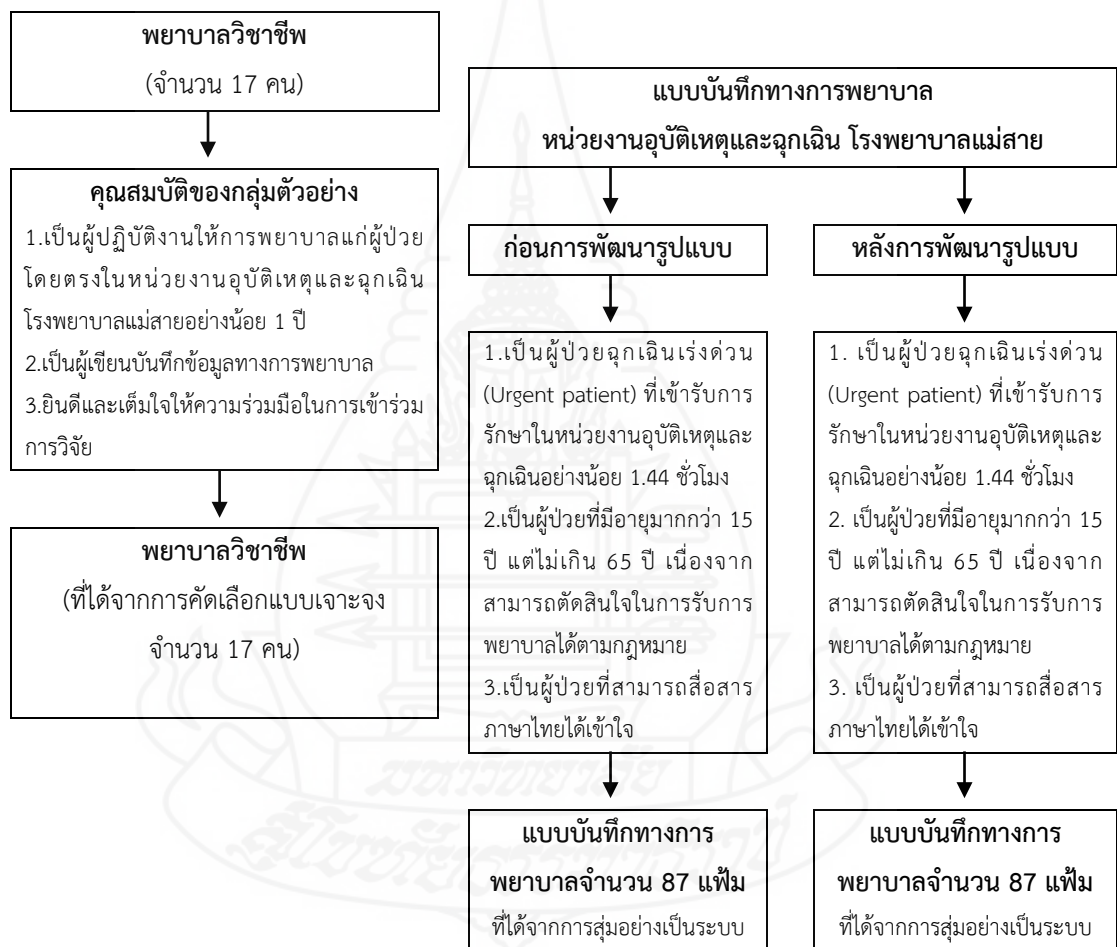 พยาบาลวิชาชีพ
(จำนวน 17 คน)
คุณสมบัติของกลุ่มตัวอย่าง
1.เป็นผู้ปฏิบัติงานให้การพยาบาลแก่ผู้ป่วย
โดยตรงในหน่วยงานอุบัติเหตุและฉุกเฉิน
โรงพยาบาลแม่สายอย่างน้อย 1 ปี
2.เป็นผู้เขียนบันทึกข้อมูลทางการพยาบาล
3.ยินดีและเต็มใจให้ความร่วมมือในการเข้าร่วม
การวิจัย
พยาบาลวิชาชีพ
(ที่ได้จากการคัดเลือกแบบเจาะจง
จำนวน 17 คน)
แบบบันทึกทางการพยาบาล
หน่วยงานอุบัติเหตุและฉุกเฉิน โรงพยาบาลแม่สาย
ก่อนการพัฒนารูปแบบ
1.เป็นผู้ป่วยฉุกเฉินเร่งด่วน
(Urgent patient) ที่เข้ารับการ
รักษาในหน่วยงานอุบัติเหตุและ
ฉุกเฉินอย่างน้อย 1.44 ชั่วโมง
2.เป็นผู้ป่วยที่มีอายุมากกว่า 15
ปี แต่ไม่เกิน 65 ปี เนื่องจาก
สามารถตัดสินใจในการรับการ
พยาบาลได้ตามกฎหมาย
3.เป็นผู้ป่วยที่สามารถสื่อสาร
ภาษาไทยได้เข้าใจ
แบบบันทึกทางการ
พยาบาลจำนวน 87 แฟ้ม
ที่ได้จากการสุ่มอย่างเป็นระบบ
หลังการพัฒนารูปแบบ
1. เป็นผู้ป่วยฉุกเฉินเร่งด่วน
(Urgent patient) ที่เข้ารับการ
รักษาในหน่วยงานอุบัติเหตุและ
ฉุกเฉินอย่างน้อย 1.44 ชั่วโมง
2. เป็นผู้ป่วยที่มีอายุมากกว่า 15
ปี แต่ไม่เกิน 65 ปี เนื่องจาก
สามารถตัดสินใจในการรับการ
พยาบาลได้ตามกฎหมาย
3. เป็นผู้ป่วยที่สามารถสื่อสาร
ภาษาไทยได้เข้าใจ
แบบบันทึกทางการ
พยาบาลจำนวน 87 แฟ้ม
ที่ได้จากการสุ่มอย่างเป็นระบบ
มหาวิทยาลัย
สุโขทัยธรรมาธิราช